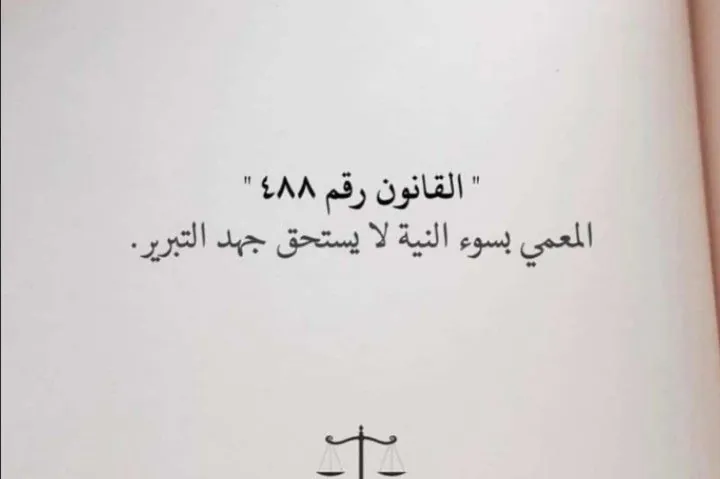 " القانون رقم ٤٨٨ "
المعمي بسوء النية لا يستحق جهد التبرير.